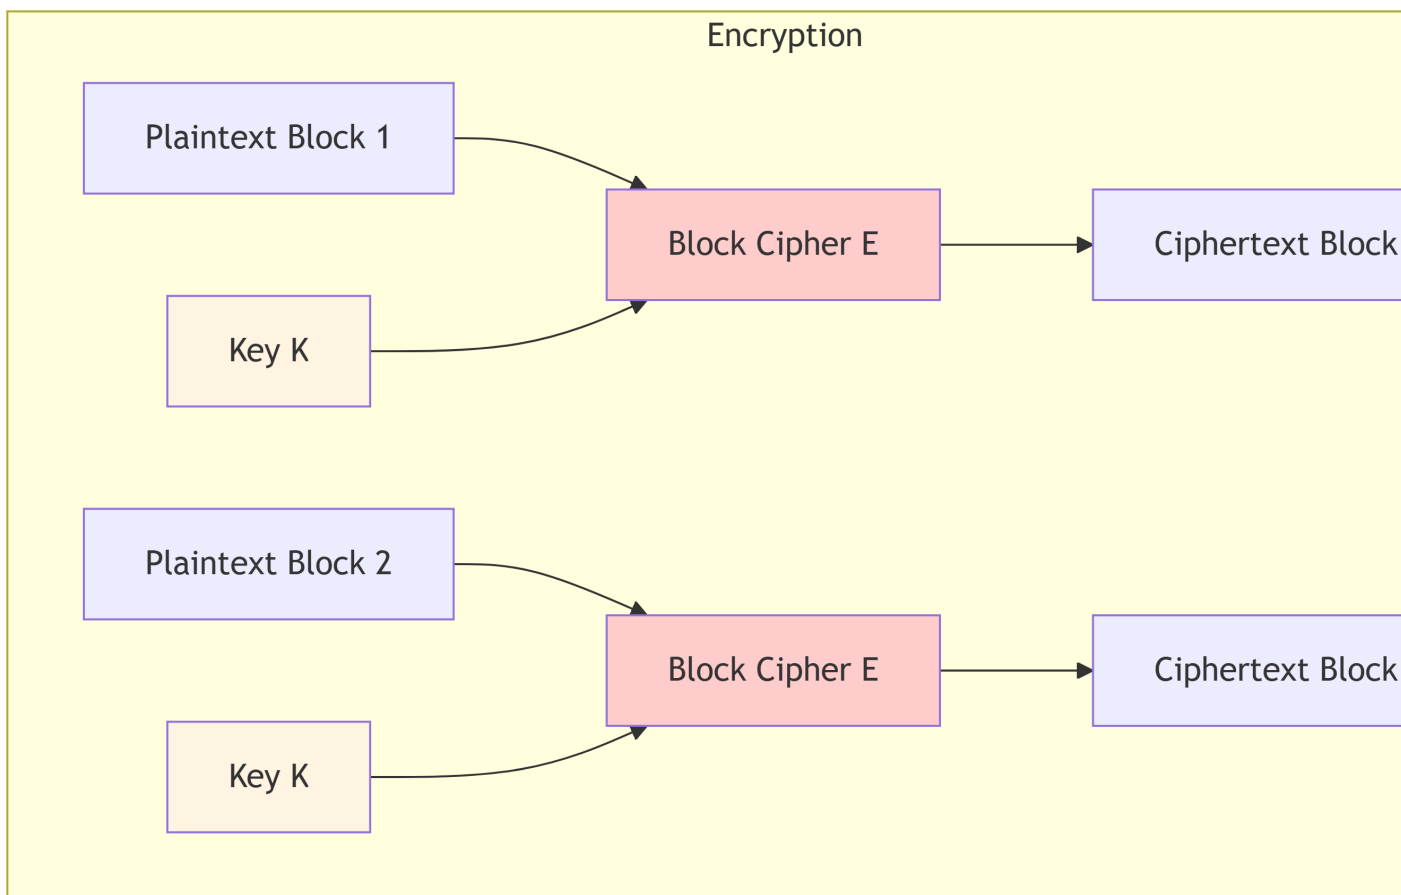 Encryption
Plaintext Block 1
Block Cipher E
Ciphertext Block
Key K
Plaintext Block 2
Block Cipher E
Ciphertext Block
Key K